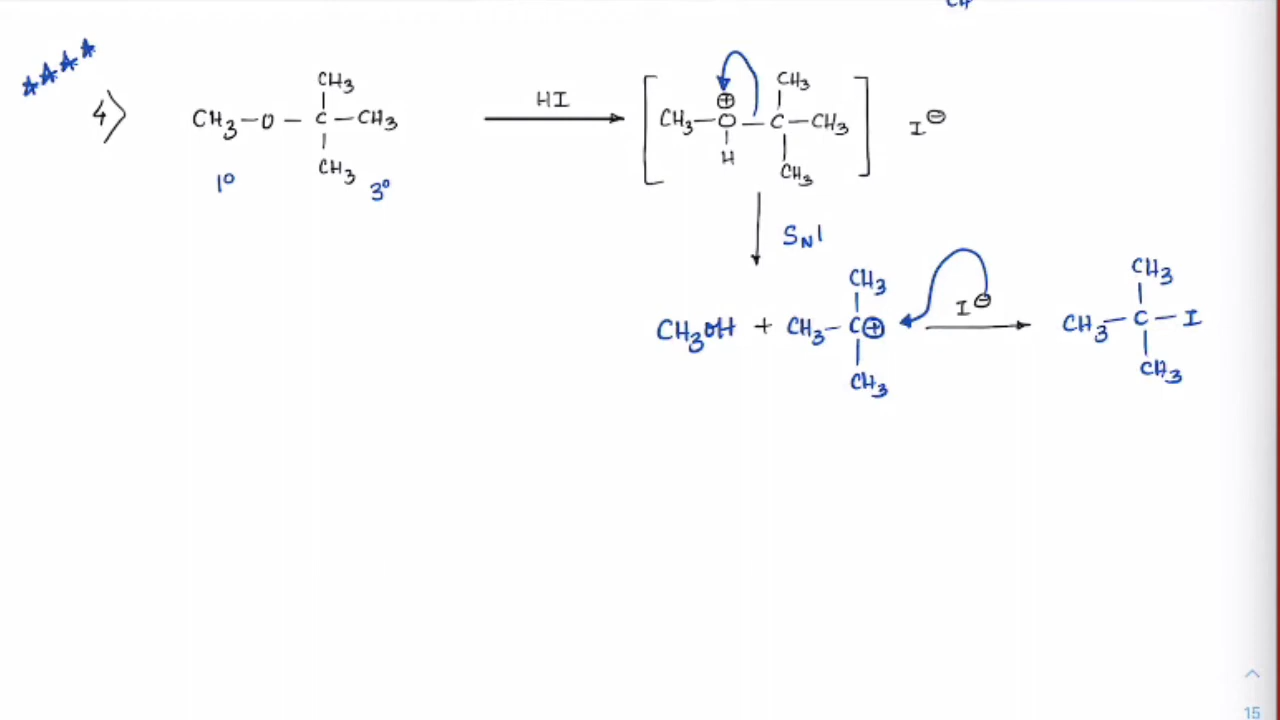 CH
4) CH3-O-C-CH3 HI [CH3-O-C-CH3] I⊖
CH3 CH3
⊕
H
CH3 CH3
1° 3°
SN1
CH3OH + CH3-C⊕ I⊖ CH3-C-I
CH3 CH3
CH3 CH3
15